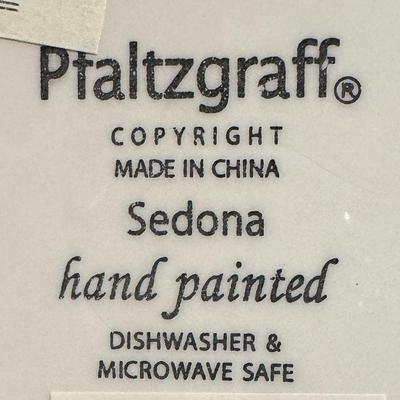 Pfaltzgraff®
COPYRIGHT
MADE IN CHINA
Sedona
hand painted
DISHWASHER &
MICROWAVE SAFE